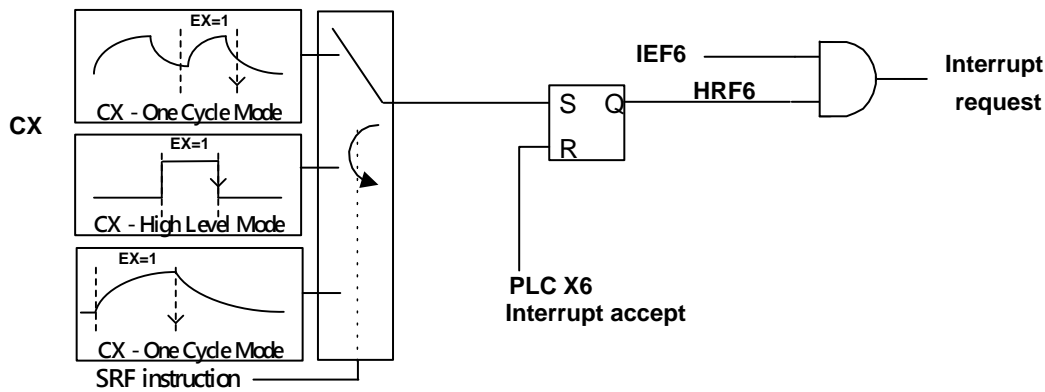 EX=1
CX - One Cycle Mode
CX
EX=1
CX - High Level Mode
EX=1
CX - One Cycle Mode
SRF instruction
S Q
R
IEF6
HRF6
Interrupt
request
PLC X6
Interrupt accept